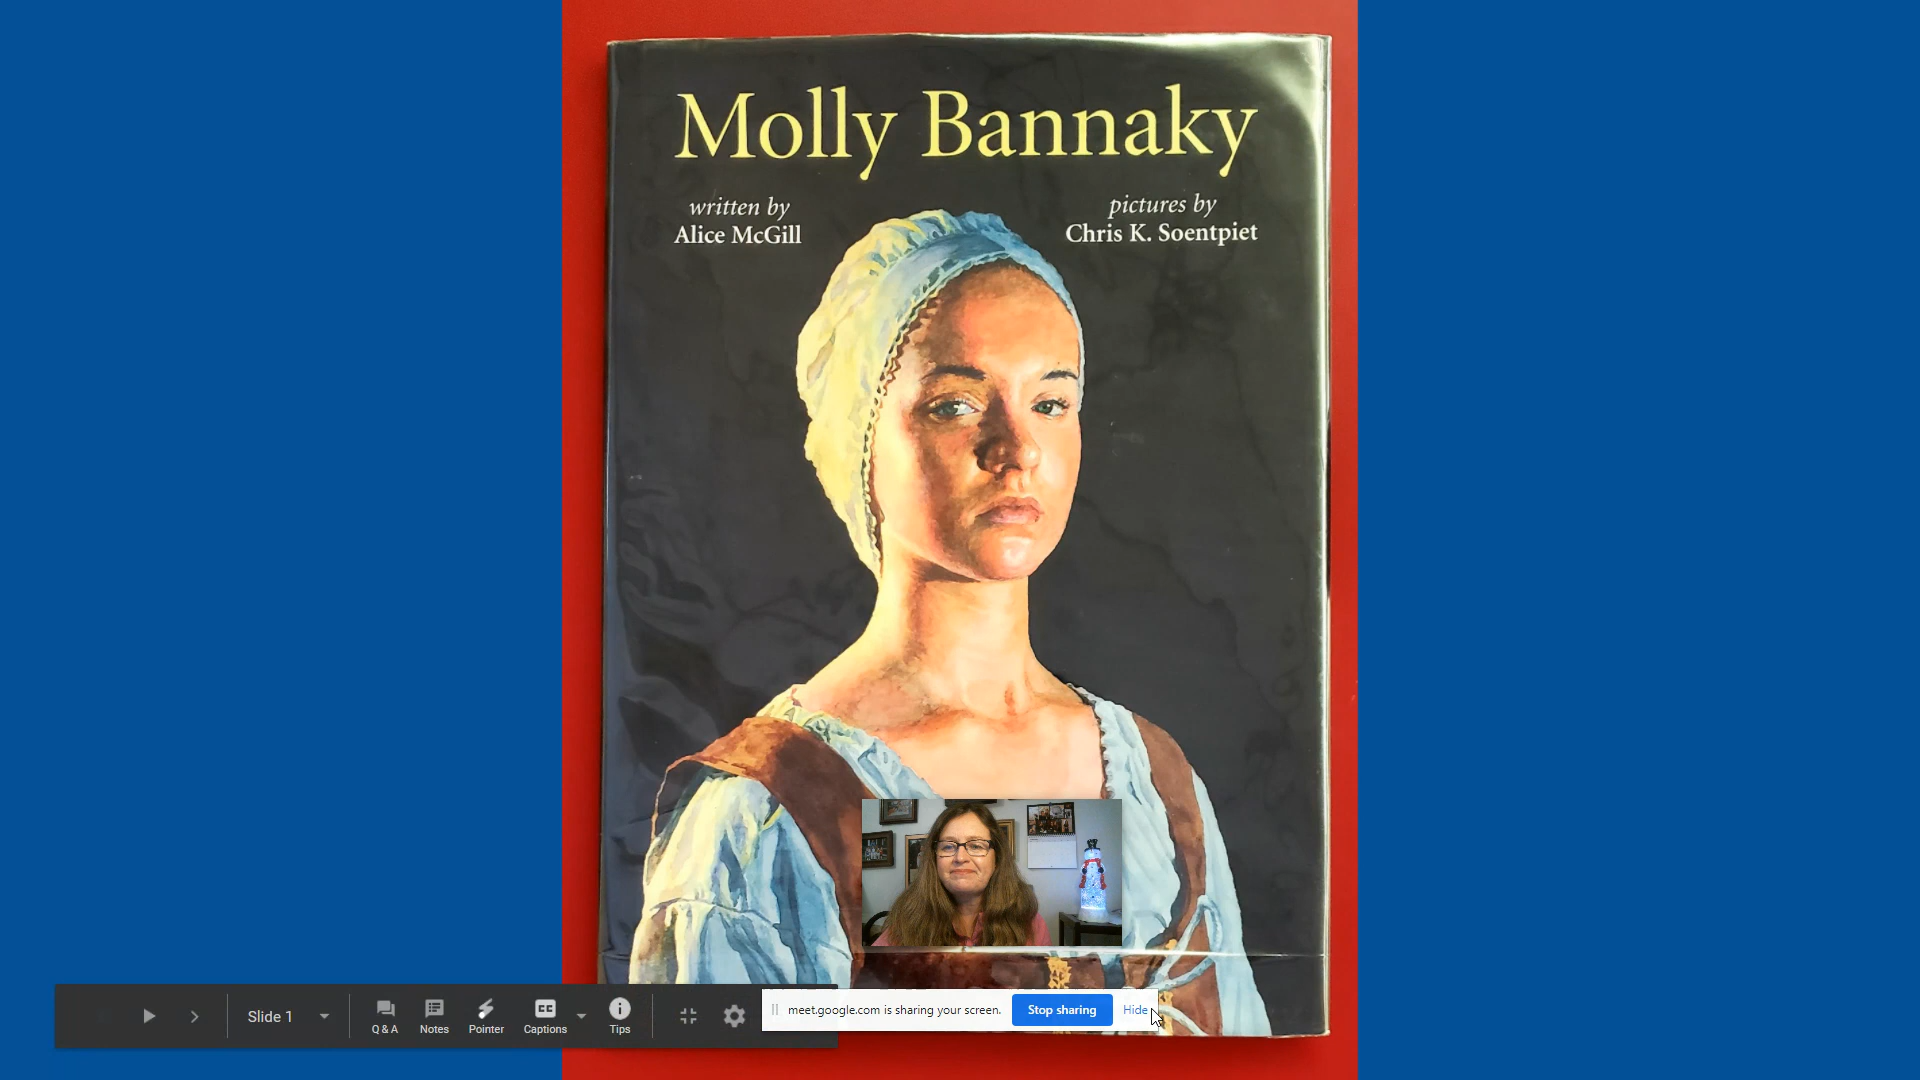 Molly Bannaky
written by
Alice McGill
pictures by
Chris K. Soentpiet
Slide 1
Q & A
Notes
Pointer
CC
Captions
Tips
meet.google.com is sharing your screen.
Stop sharing
Hide